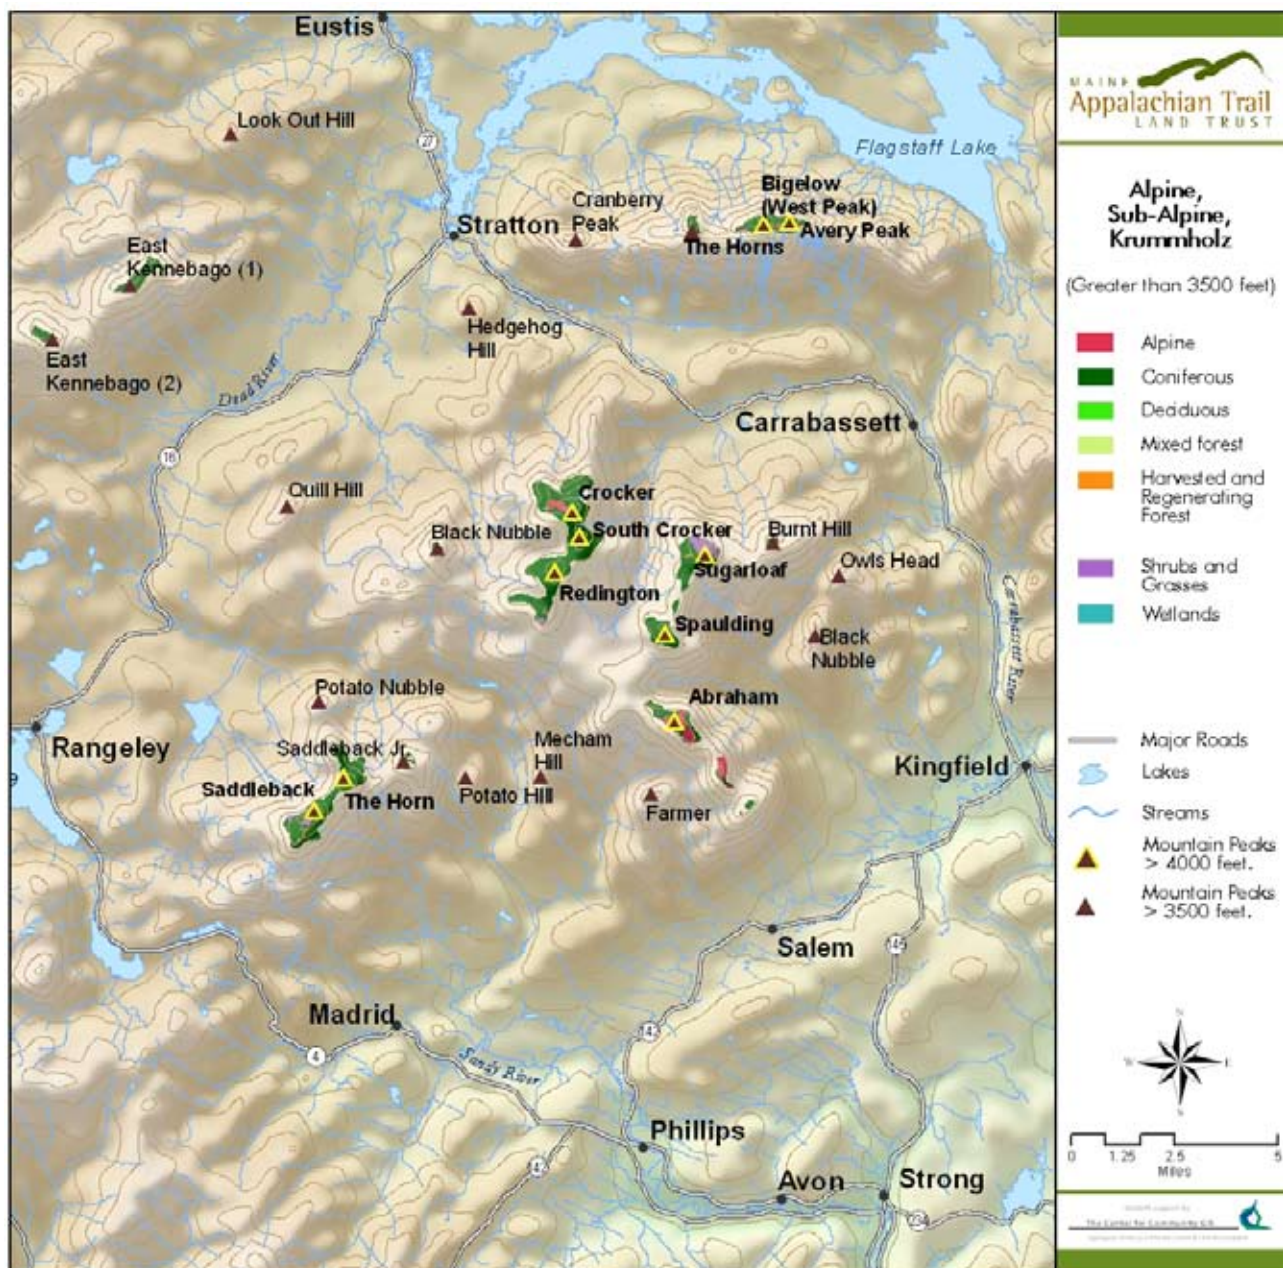 Eustis
Look Out Hill
27
Flagstaff Lake
Bigelow
(West Peak)
Avery Peak
Cranberry
Peak
The Horns
Stratton
East
Kennebago (1)
Hedgehog
Hill
East
Kennebago (2)
Dead River
Carrabassett
16
Quill Hill
Crocker
Black Nubble
South Crocker
Burnt Hill
Sugarloaf
Owls Head
Redington
Carrabassett River
Spaulding
Black
Nubble
Potato Nubble
Abraham
Rangeley
Saddleback Jr.
Mecham
Hill
Kingfield
Saddleback
The Horn
Potato Hill
Farmer
Salem
145
Madrid
142
4
Sandy River
Phillips
142
Avon
Strong
234
MAINE
Appalachian Trail
LAND TRUST
Alpine,
Sub-Alpine,
Krummholz
(Greater than 3500 feet)
Alpine
Coniferous
Deciduous
Mixed forest
Harvested and
Regenerating
Forest
Shrubs and
Grasses
Wetlands
Major Roads
Lakes
Streams
Mountain Peaks
> 4000 feet.
Mountain Peaks
> 3500 feet.
N
W
E
S
0 1.25 2.5 5
Miles
The Center for Community GIS